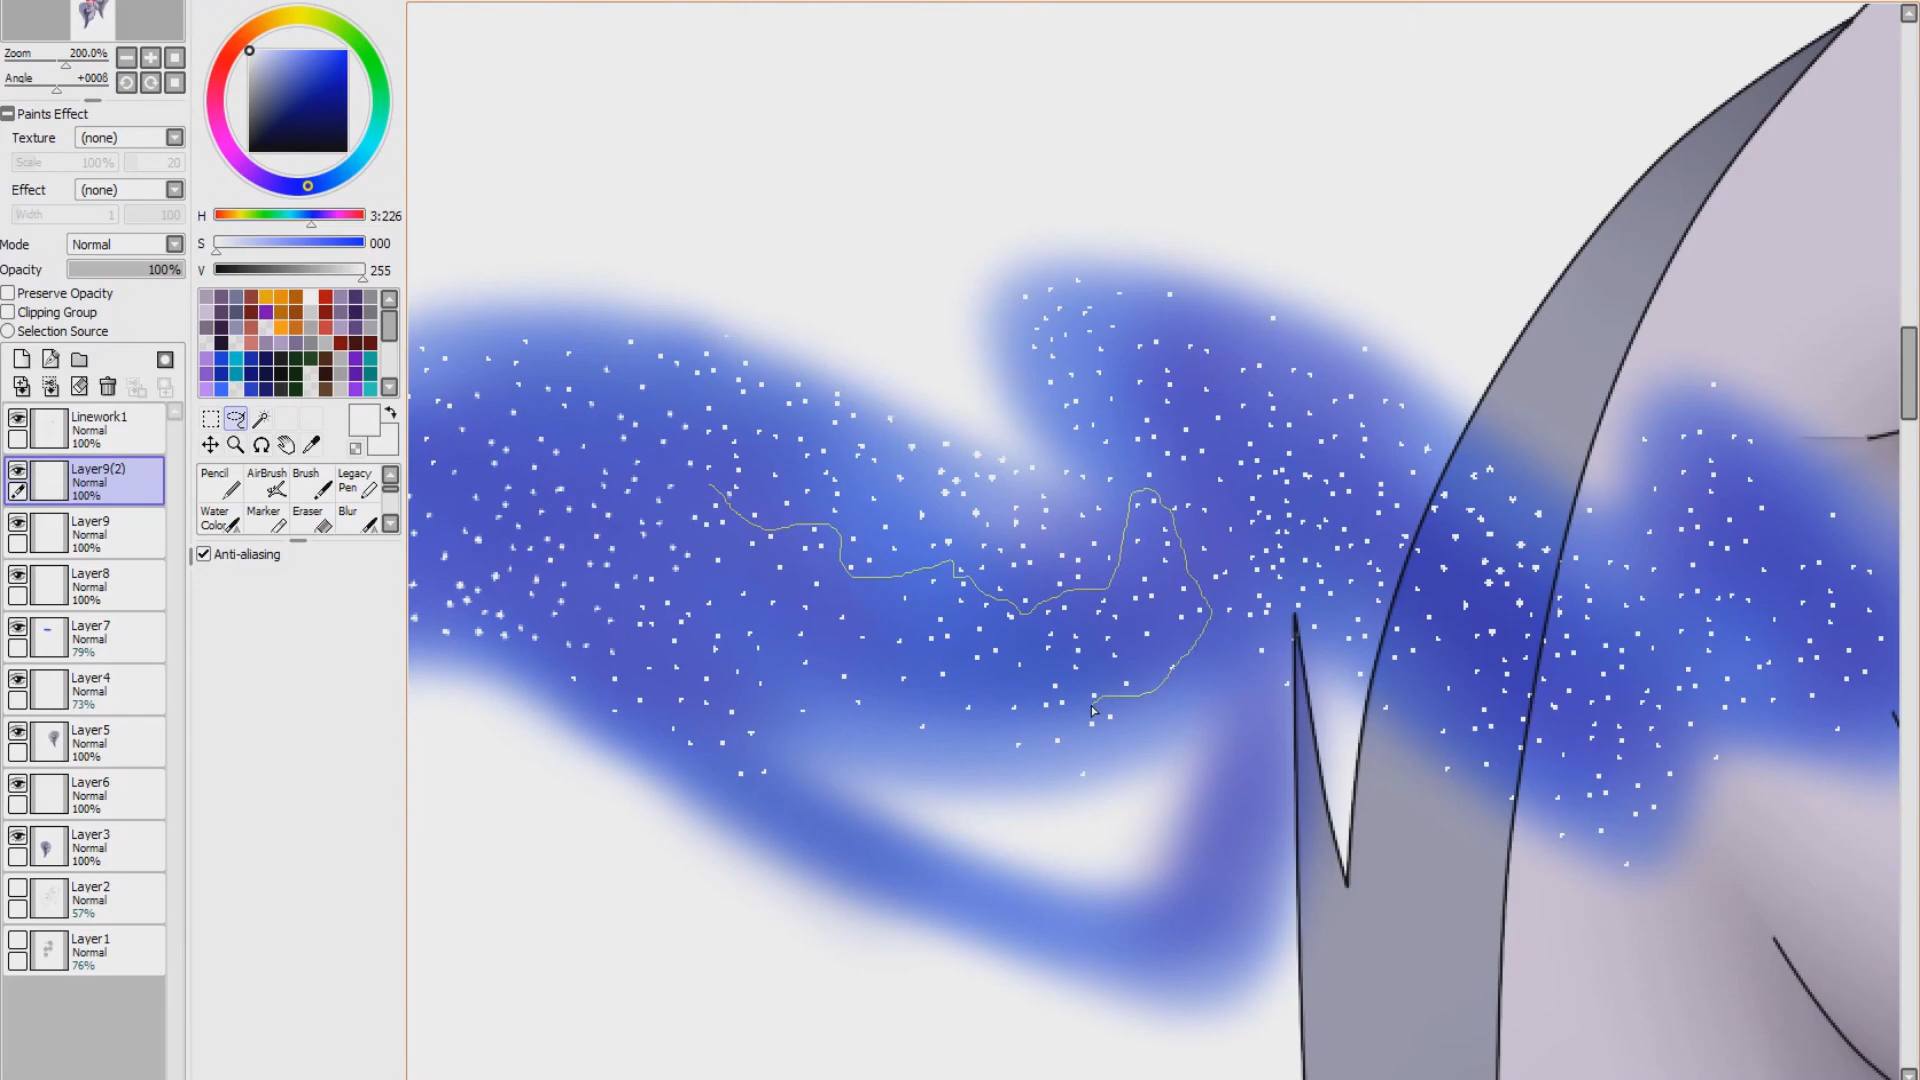 Zoom 200.0%
Angle +0008
Paints Effect
Texture (none)
Scale 100% 20
Effect (none)
Width 1 100
Mode Normal
Opacity 100%
Preserve Opacity
Clipping Group
Selection Source
Linework1
Normal
100%
Layer9(2)
Normal
100%
Layer9
Normal
100%
Layer8
Normal
100%
Layer7
Normal
79%
Layer4
Normal
73%
Layer5
Normal
100%
Layer6
Normal
100%
Layer3
Normal
100%
Layer2
Normal
57%
Layer1
Normal
76%
H 3:226
S 000
V 255
Pencil AirBrush Brush Legacy
Pen
Water Marker Eraser Blur
Color
Anti-aliasing